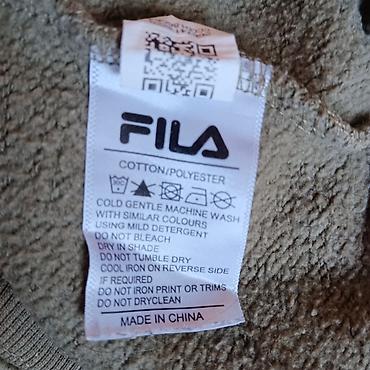 FILA
COTTON/POLYESTER
30C
COLD GENTLE MACHINE WASH
WITH SIMILAR COLOURS
USING MILD DETERGENT
DO NOT BLEACH
DRY IN SHADE
DO NOT TUMBLE DRY
COOL IRON ON REVERSE SIDE
IF REQUIRED
DO NOT IRON PRINT OR TRIMS
DO NOT DRYCLEAN
MADE IN CHINA